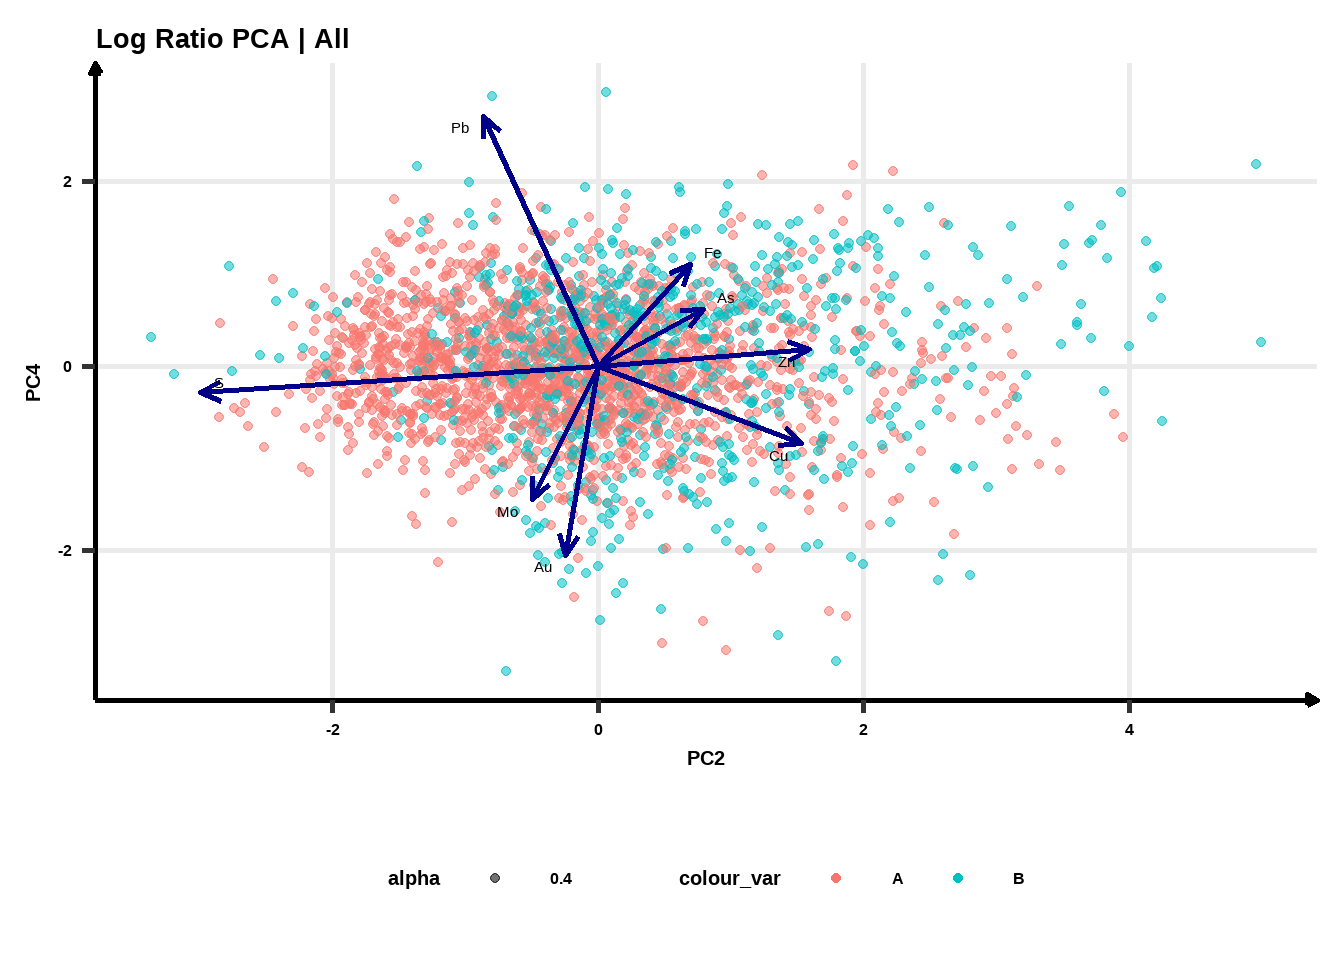 Log Ratio PCA | All
PC4
2
0
-2
Pb
Fe
As
S
Zn
Cu
Mo
Au
-2 0 2 4
PC2
alpha 0.4 colour_var A B